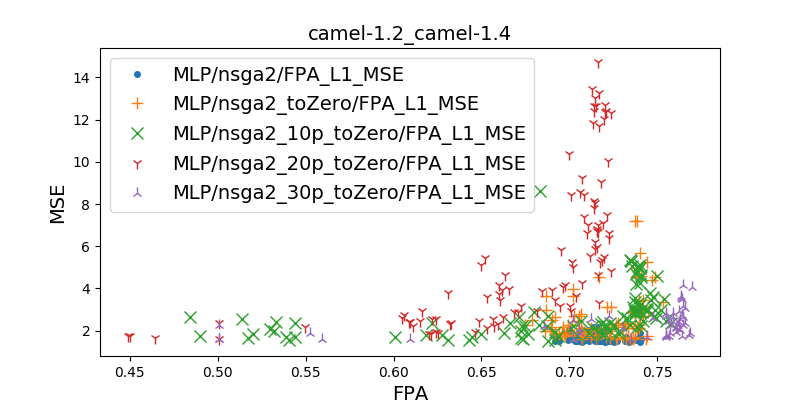 camel-1.2_camel-1.4
MLP/nsga2/FPA_L1_MSE
MLP/nsga2_toZero/FPA_L1_MSE
MLP/nsga2_10p_toZero/FPA_L1_MSE
MLP/nsga2_20p_toZero/FPA_L1_MSE
MLP/nsga2_30p_toZero/FPA_L1_MSE
MSE
14
12
10
8
6
4
2
0.45 0.50 0.55 0.60 0.65 0.70 0.75
FPA